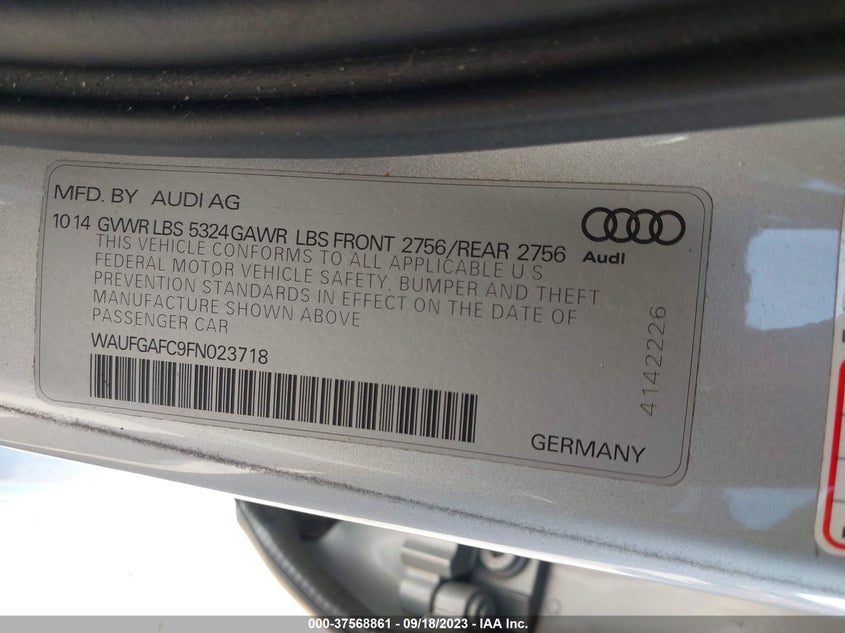 MFD. BY AUDI AG
10 14 GVWR LBS 5324 GAWR LBS FRONT 2756/REAR 2756
THIS VEHICLE CONFORMS TO ALL APPLICABLE U.S.
FEDERAL MOTOR VEHICLE SAFETY, BUMPER AND THEFT
PREVENTION STANDARDS IN EFFECT ON THE DATE OF
MANUFACTURE SHOWN ABOVE
PASSENGER CAR
WAUFGAFC9FN023718
Audi
4142226
GERMANY
000-37568861 - 09/18/2023 - IAA Inc.